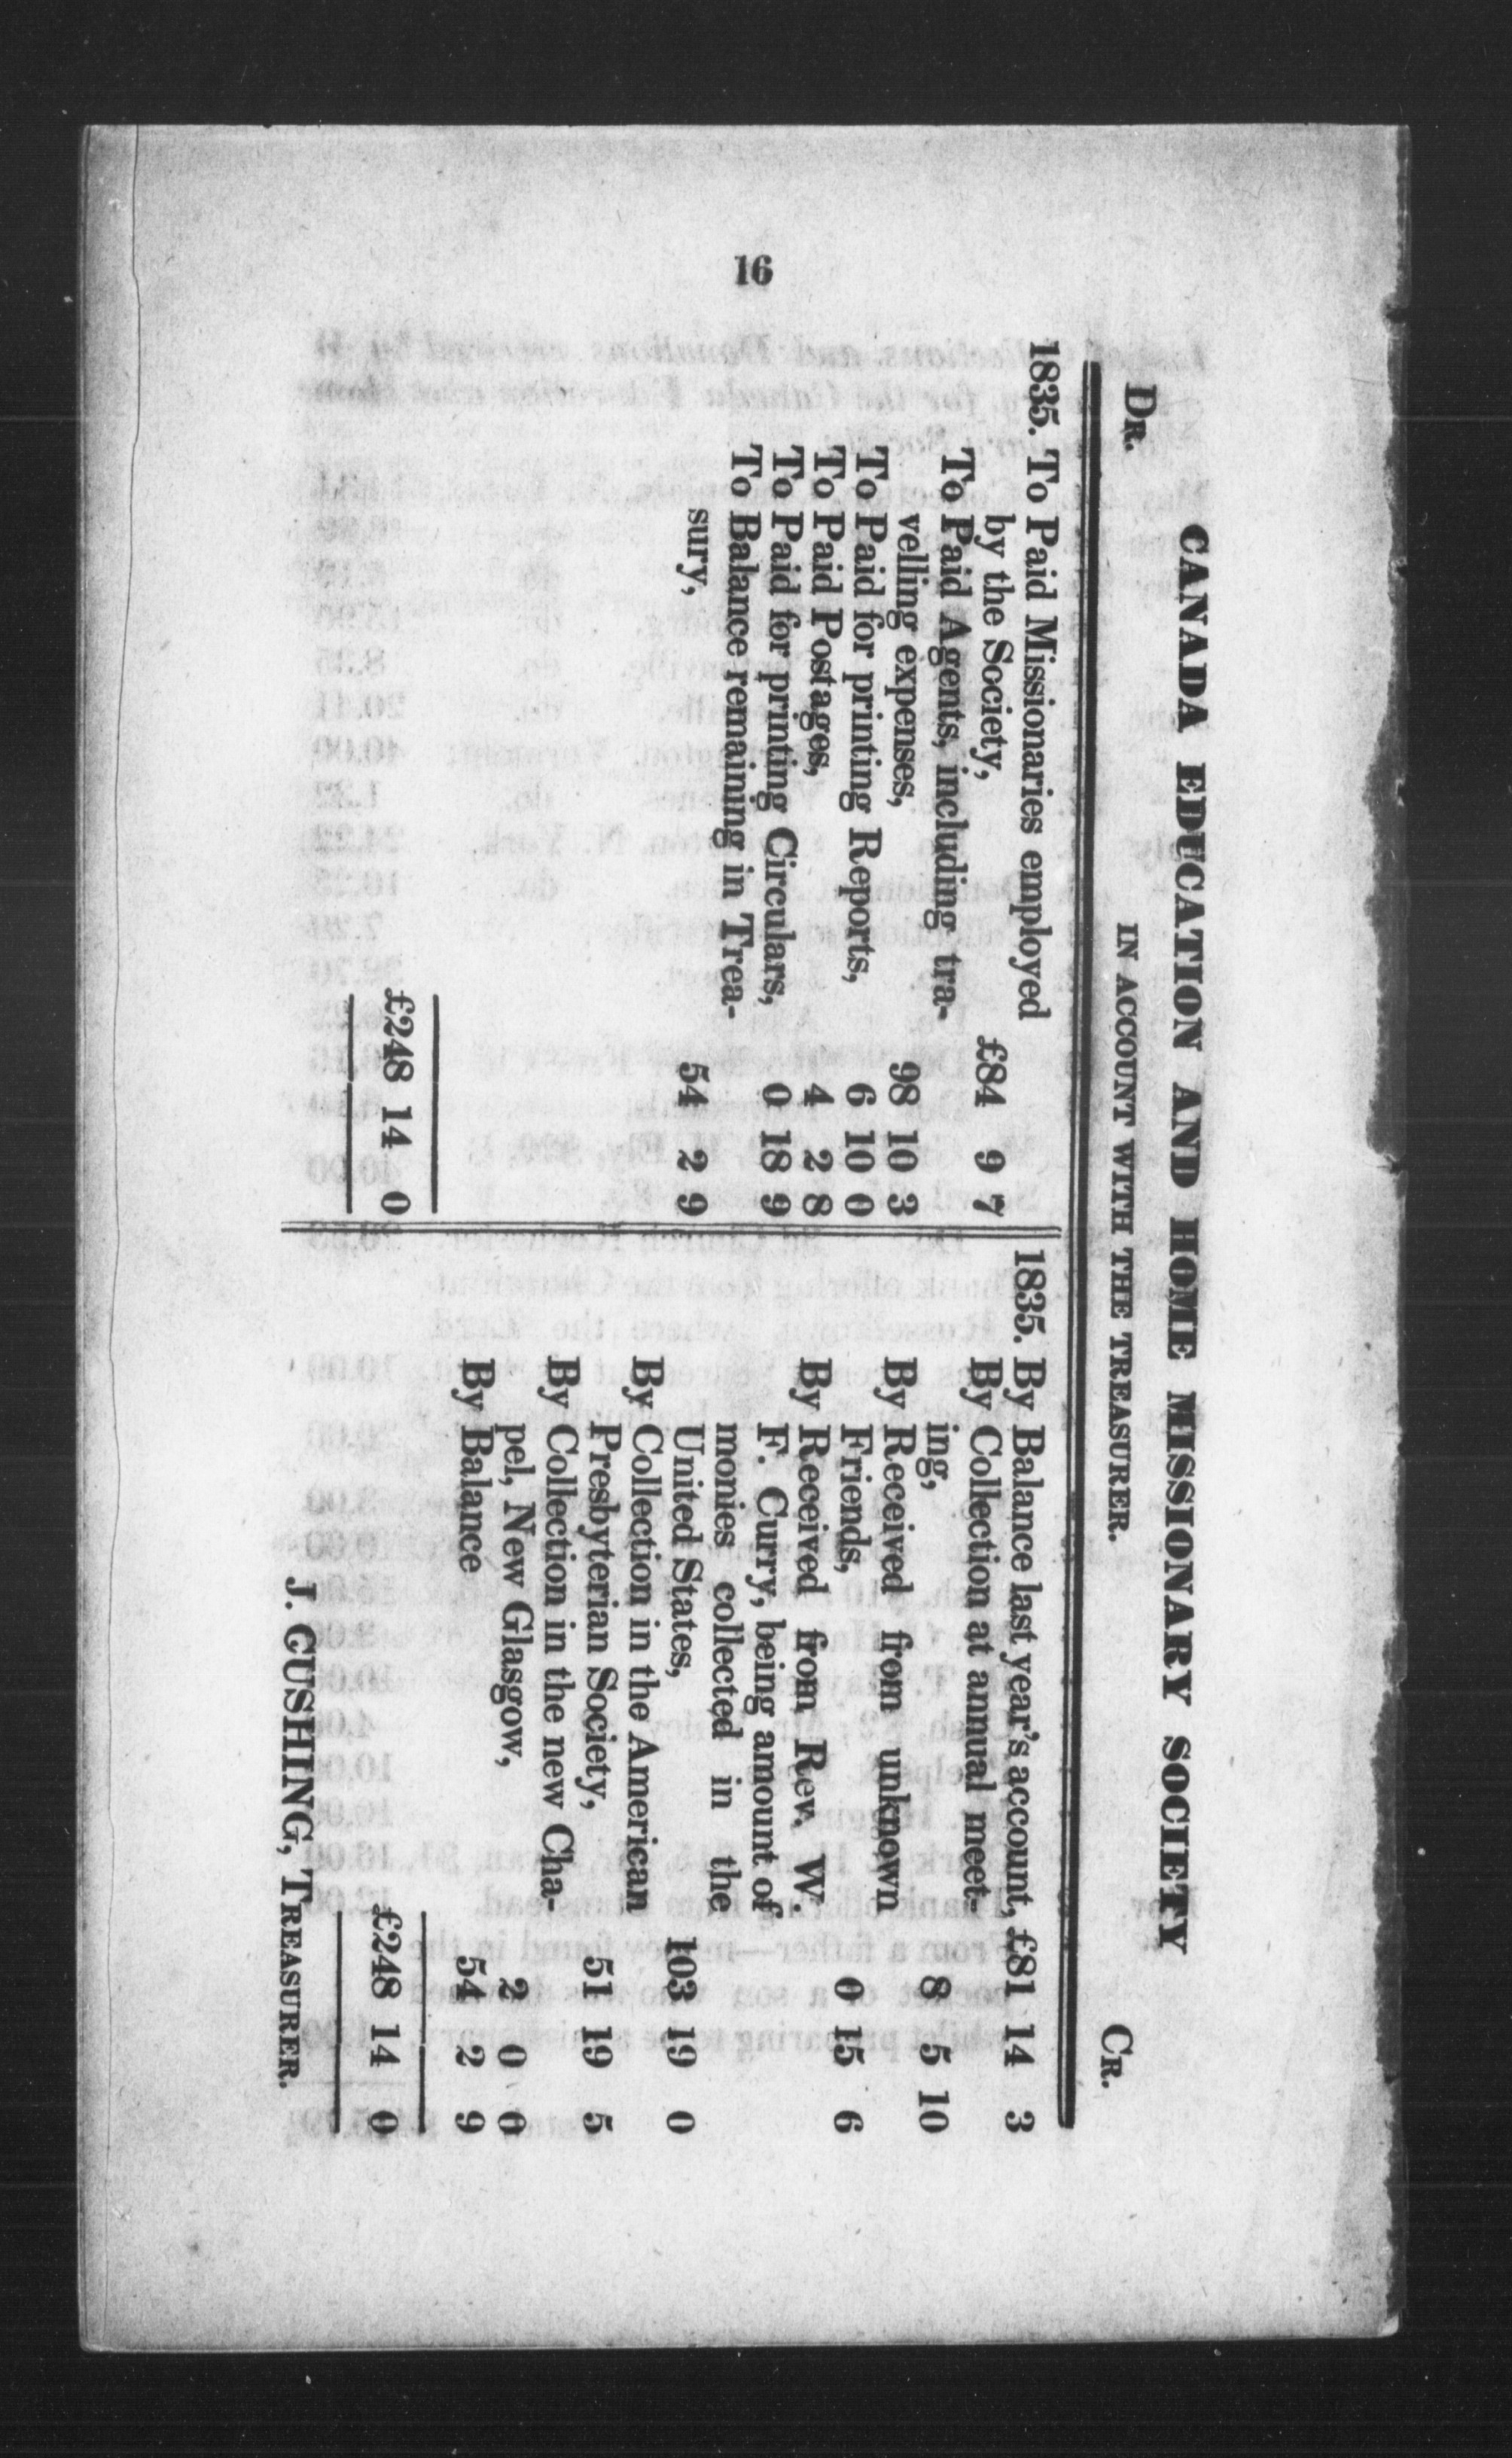 16
CANADA EDUCATION AND HOME MISSIONARY SOCIETY
DR. IN ACCOUNT WITH THE TREASURER. CR.
1835. To Paid Missionaries employed
by the Society, £84 9 7
To Paid Agents, including tra-
velling expenses, 98 10 3
To Paid for printing Reports, 6 10 0
To Paid Postages, 4 2 8
To Paid for printing Circulars, 0 18 9
To Balance remaining in Trea-
sury, 54 2 9
£248 14 0
1835. By Balance last year's account, £81 14 3
By Collection at annual meet-
ing, 8 5 10
By Received from unknown
Friends, 0 15 6
By Received from Rev. W.
F. Curry, being amount of
monies collected in the
United States, 103 19 0
By Collection in the American
Presbyterian Society, 51 19 5
By Collection in the new Cha-
pel, New Glasgow, 2 0 0
By Balance 54 2 9
£248 14 0
J. CUSHING, TREASURER.